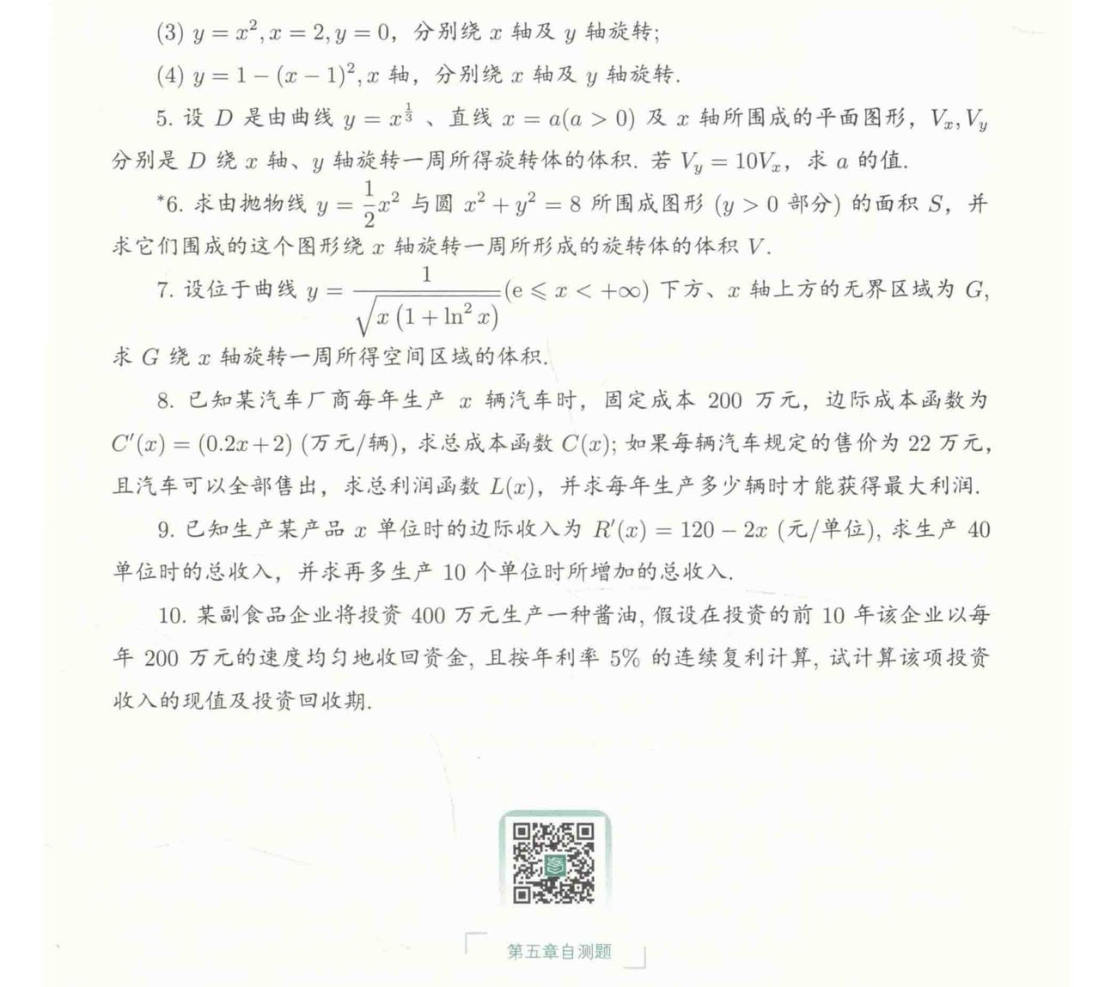 (3) y = x², x = 2, y = 0, 分别绕 x 轴及 y 轴旋转;
(4) y = 1 − (x − 1)², x 轴, 分别绕 x 轴及 y 轴旋转.
5. 设 D 是由曲线 y = x^{\frac{1}{3}} 、直线 x = a(a > 0) 及 x 轴所围成的平面图形, Vₓ, V_y
分别是 D 绕 x 轴、y 轴旋转一周所得旋转体的体积. 若 V_y = 10Vₓ, 求 a 的值.
*6. 求由抛物线 y = \frac{1}{2}x² 与圆 x² + y² = 8 所围成图形 (y > 0 部分) 的面积 S, 并
求它们围成的这个图形绕 x 轴旋转一周所形成的旋转体的体积 V.
7. 设位于曲线 y = \frac{1}{\sqrt{x(1+\ln² x)}}(e ⩽ x < +∞) 下方、x 轴上方的无界区域为 G,
求 G 绕 x 轴旋转一周所得空间区域的体积.
8. 已知某汽车厂商每年生产 x 辆汽车时, 固定成本 200 万元, 边际成本函数为
C′(x) = (0.2x+2) (万元/辆), 求总成本函数 C(x); 如果每辆汽车规定的售价为 22 万元,
且汽车可以全部售出, 求总利润函数 L(x), 并求每年生产多少辆时才能获得最大利润.
9. 已知生产某产品 x 单位时的边际收入为 R′(x) = 120 − 2x (元/单位), 求生产 40
单位时的总收入, 并求再多生产 10 个单位时所增加的总收入.
10. 某副食品企业将投资 400 万元生产一种酱油, 假设在投资的前 10 年该企业以每
年 200 万元的速度均匀地收回资金, 且按年利率 5% 的连续复利计算, 试计算该项投资
收入的现值及投资回收期.
第五章自测题